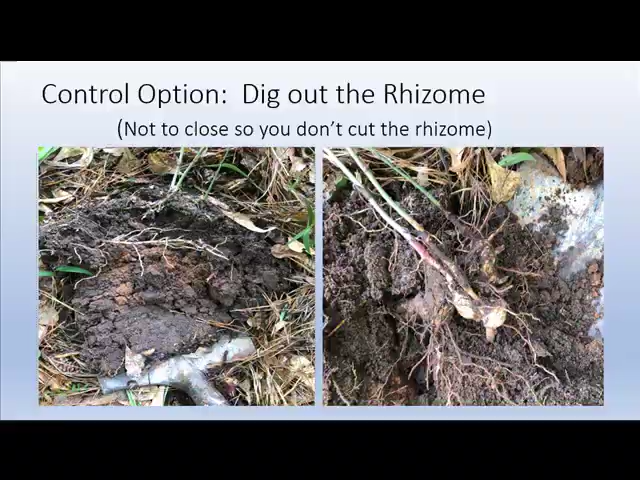 Control Option: Dig out the Rhizome
(Not to close so you don't cut the rhizome)